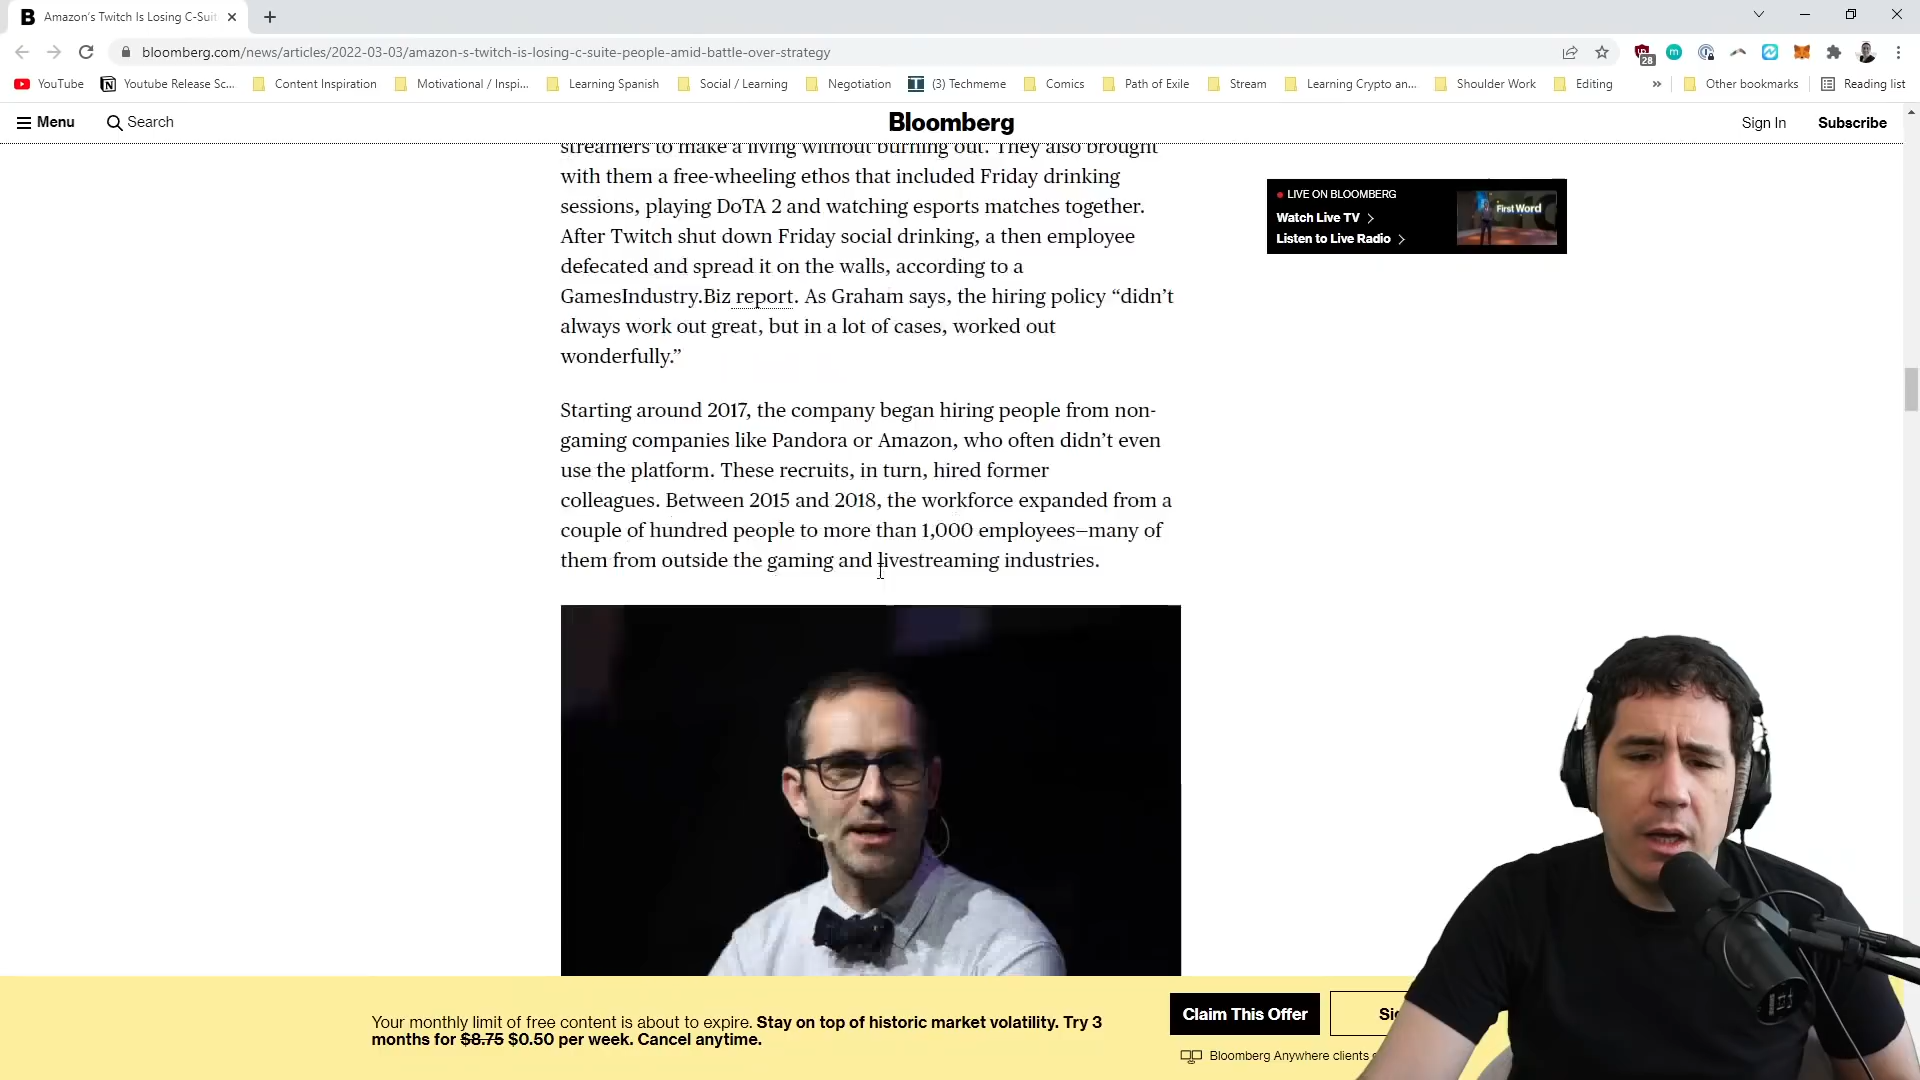 Amazon's Twitch Is Losing C-Suit
bloomberg.com/news/articles/2022-03-03/amazon-s-twitch-is-losing-c-suite-people-amid-battle-over-strategy
28
YouTube Youtube Release Sc... Content Inspiration Motivational / Inspi... Learning Spanish Social / Learning Negotiation (3) Techmeme Comics Path of Exile Stream Learning Crypto an... Shoulder Work Editing » Other bookmarks Reading list
Menu Search Bloomberg Sign In Subscribe
streamers to make a living without burning out. They also brought
with them a free-wheeling ethos that included Friday drinking
sessions, playing DoTA 2 and watching esports matches together.
After Twitch shut down Friday social drinking, a then employee
defecated and spread it on the walls, according to a
GamesIndustry.Biz report. As Graham says, the hiring policy “didn’t
always work out great, but in a lot of cases, worked out
wonderfully.”
LIVE ON BLOOMBERG
Watch Live TV
Listen to Live Radio
First Word
Starting around 2017, the company began hiring people from non-
gaming companies like Pandora or Amazon, who often didn’t even
use the platform. These recruits, in turn, hired former
colleagues. Between 2015 and 2018, the workforce expanded from a
couple of hundred people to more than 1,000 employees—many of
them from outside the gaming and livestreaming industries.
Your monthly limit of free content is about to expire. Stay on top of historic market volatility. Try 3
months for $8.75 $0.50 per week. Cancel anytime.
Claim This Offer
Bloomberg Anywhere clients